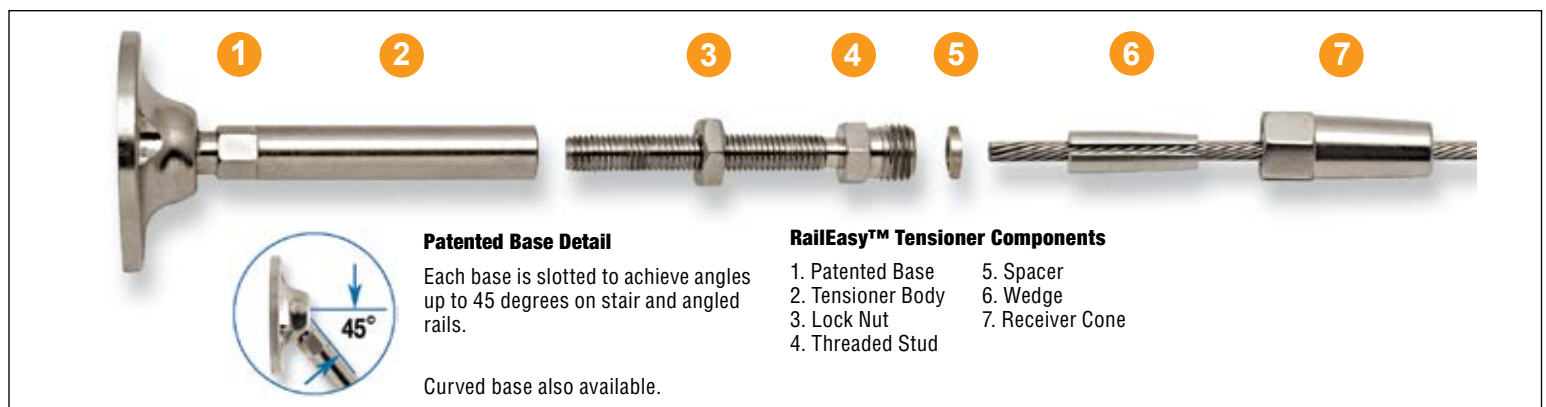 1 2 3 4 5 6 7
Patented Base Detail
Each base is slotted to achieve angles
up to 45 degrees on stair and angled
rails.
Curved base also available.
45°
RailEasy™ Tensioner Components
1. Patented Base
2. Tensioner Body
3. Lock Nut
4. Threaded Stud
5. Spacer
6. Wedge
7. Receiver Cone